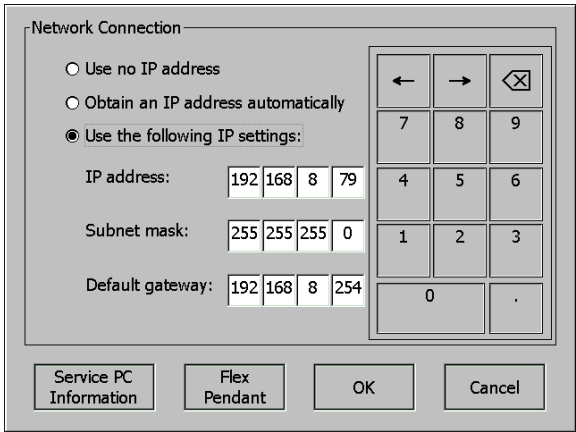 Network Connection
Use no IP address
Obtain an IP address automatically
Use the following IP settings:
IP address: 192 168 8 79
Subnet mask: 255 255 255 0
Default gateway: 192 168 8 254
← →
7 8 9
4 5 6
1 2 3
0 .
Service PC
Information
Flex
Pendant
OK
Cancel